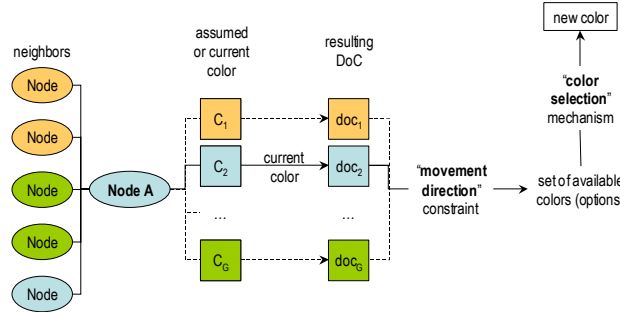 new color
assumed
or current
color
resulting
DoC
neighbors
Node
Node
Node
Node
Node
Node A
C1
C2
...
CG
current
color
doc1
doc2
...
docG
"movement
direction"
constraint
"color
selection"
mechanism
set of available
colors (options